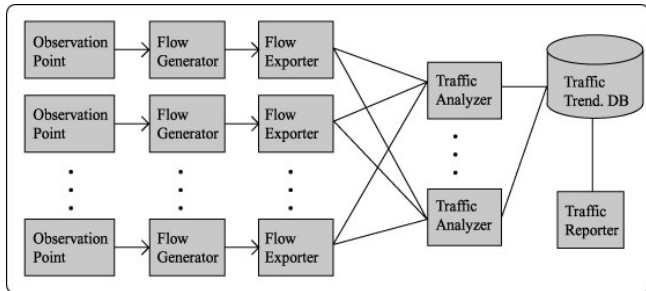 Observation
Point
Flow
Generator
Flow
Exporter
Observation
Point
Flow
Generator
Flow
Exporter
Observation
Point
Flow
Generator
Flow
Exporter
Traffic
Analyzer
Traffic
Analyzer
Traffic
Trend. DB
Traffic
Reporter